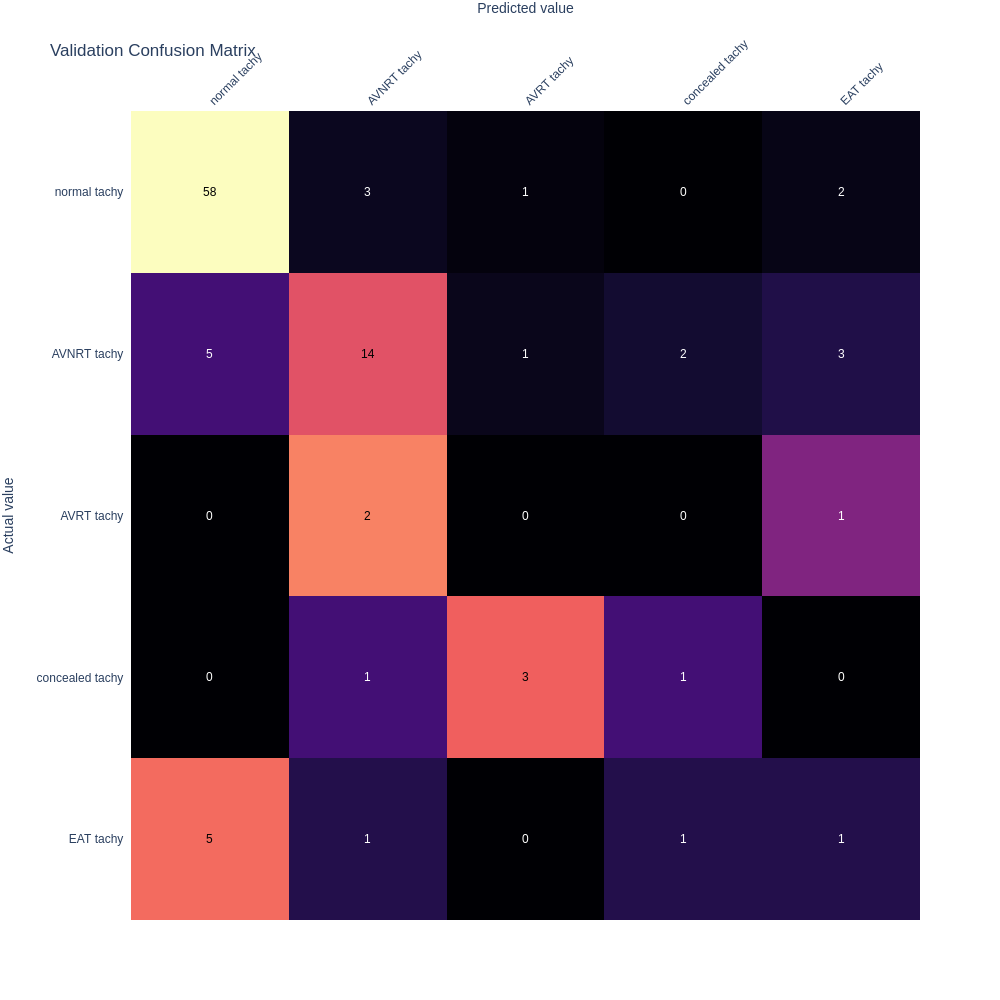 Predicted value
Validation Confusion Matrix
normal tachy AVNRT tachy AVRT tachy concealed tachy EAT tachy
normal tachy 58 3 1 0 2
AVNRT tachy 5 14 1 2 3
AVRT tachy 0 2 0 0 1
concealed tachy 0 1 3 1 0
EAT tachy 5 1 0 1 1
Actual value